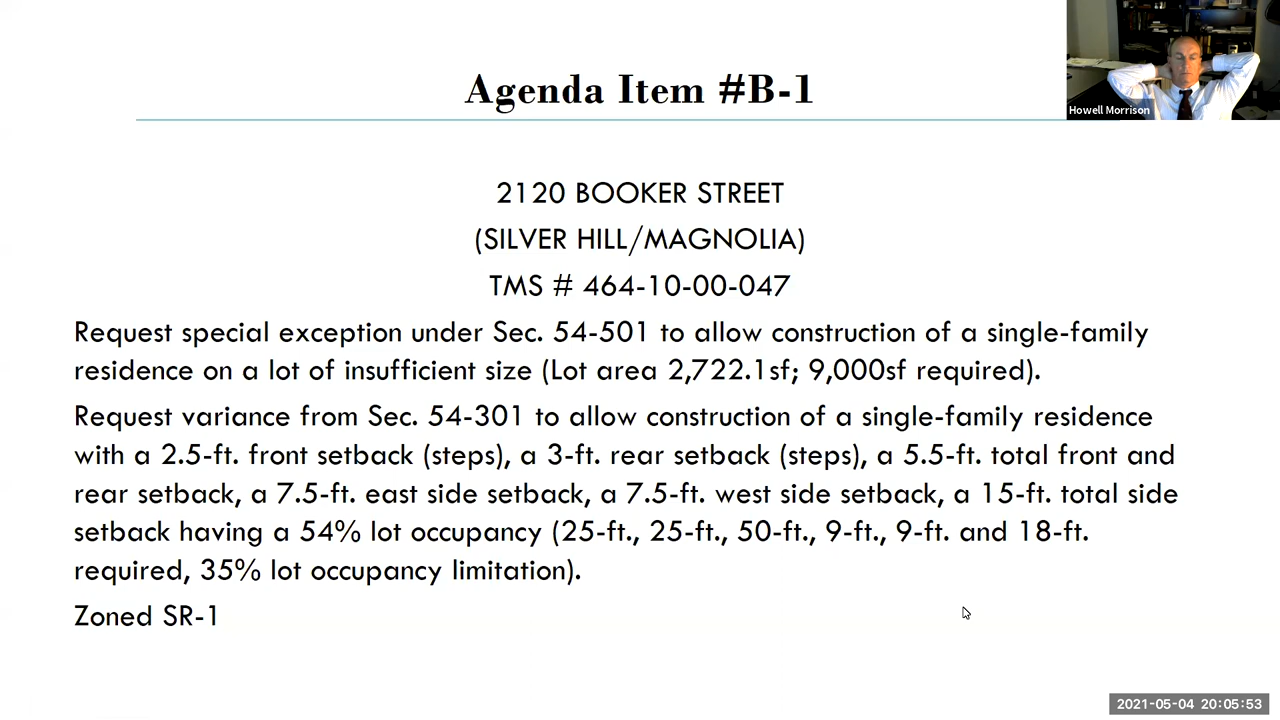 Agenda Item #B-1
Howell Morrison
2120 BOOKER STREET
(SILVER HILL/MAGNOLIA)
TMS # 464-10-00-047
Request special exception under Sec. 54-501 to allow construction of a single-family
residence on a lot of insufficient size (Lot area 2,722.1sf; 9,000sf required).
Request variance from Sec. 54-301 to allow construction of a single-family residence
with a 2.5-ft. front setback (steps), a 3-ft. rear setback (steps), a 5.5-ft. total front and
rear setback, a 7.5-ft. east side setback, a 7.5-ft. west side setback, a 15-ft. total side
setback having a 54% lot occupancy (25-ft., 25-ft., 50-ft., 9-ft., 9-ft. and 18-ft.
required, 35% lot occupancy limitation).
Zoned SR-1
2021-05-04 20:05:53